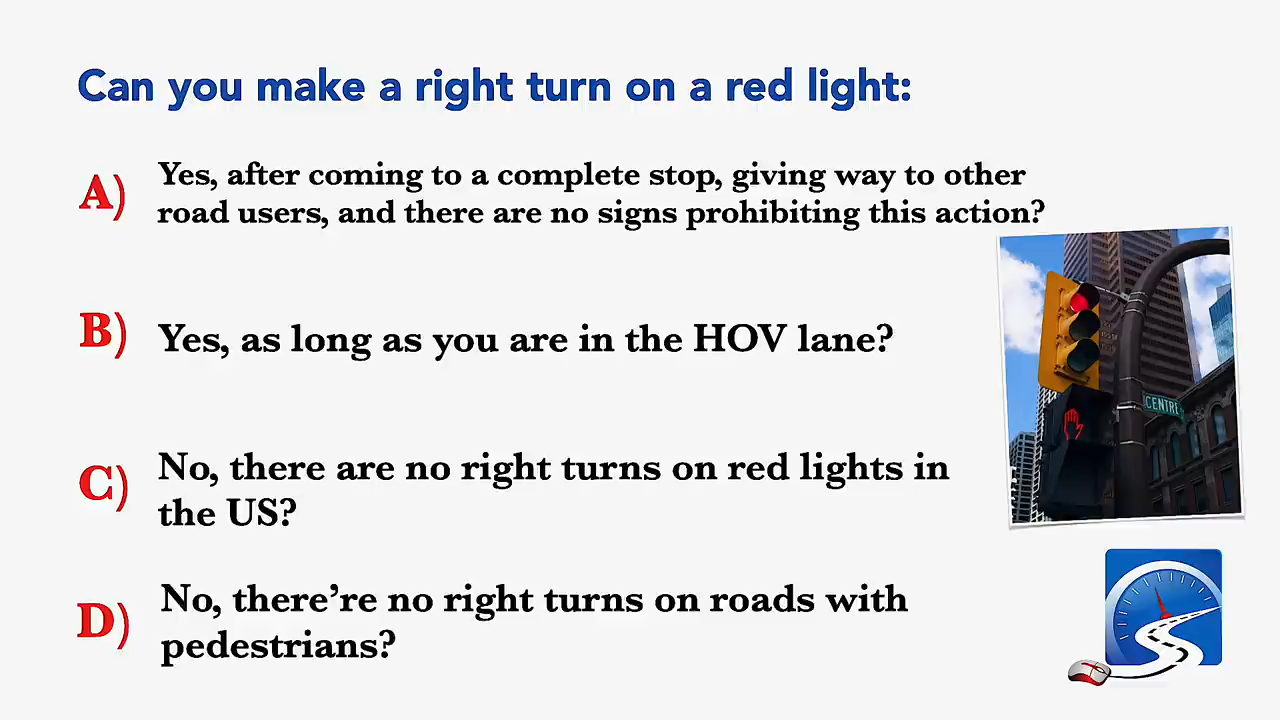 Can you make a right turn on a red light:
A) Yes, after coming to a complete stop, giving way to other
road users, and there are no signs prohibiting this action?
B) Yes, as long as you are in the HOV lane?
C) No, there are no right turns on red lights in
the US?
D) No, there’re no right turns on roads with
pedestrians?
CENTRE